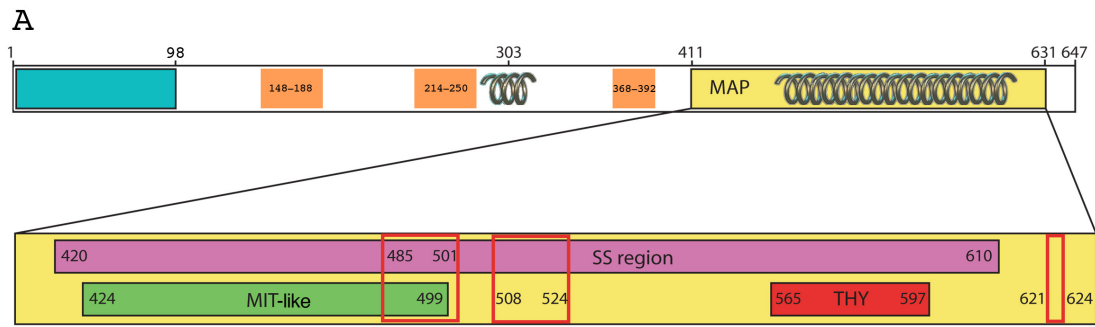 A
1 98 303 411 631 647
148-188 214-250 368-392 MAP
420 485 501 SS region 610
424 MIT-like 499 508 524 565 THY 597 621 624